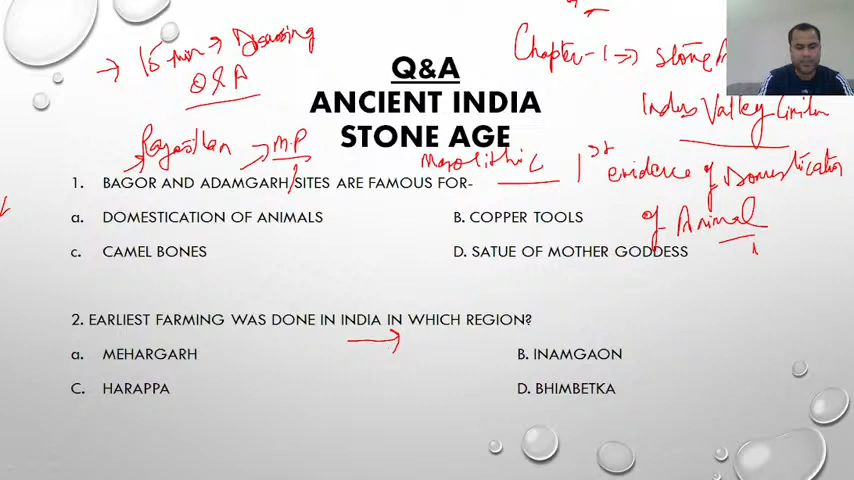 → 15 min → Discussing
Q & A
Chapter-1 ⇒ Stone
Indus Valley
Q&A
ANCIENT INDIA
STONE AGE
Rajasthan → M.P
Mesolithic
1st evidence of Domestication
of Animal
1. BAGOR AND ADAMGARH SITES ARE FAMOUS FOR-
a. DOMESTICATION OF ANIMALS B. COPPER TOOLS
c. CAMEL BONES D. SATUE OF MOTHER GODDESS
2. EARLIEST FARMING WAS DONE IN INDIA IN WHICH REGION?
a. MEHARGARH B. INAMGAON
C. HARAPPA D. BHIMBETKA